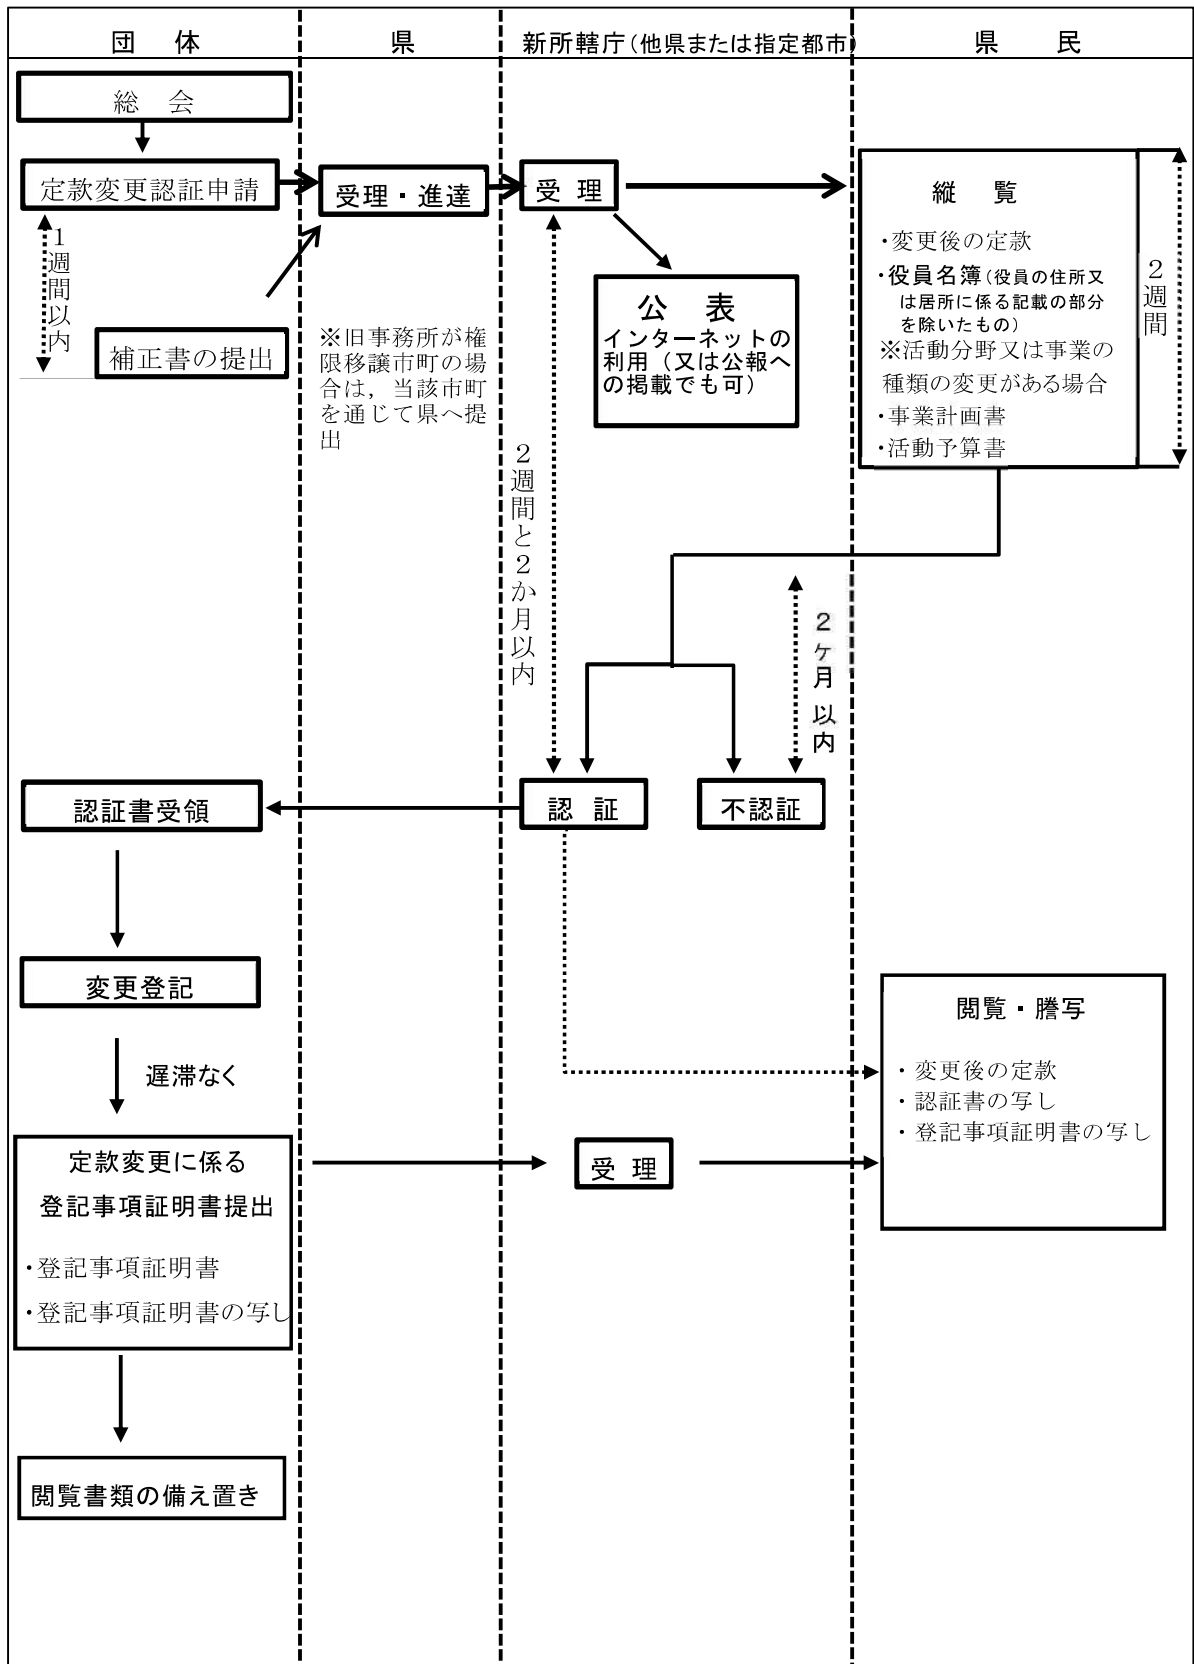 団　体
県
新所轄庁（他県または指定都市）
県　民
総　会
定款変更認証申請
受理・進達
受 理
縦　覧
・変更後の定款
・役員名簿（役員の住所又
は居所に係る記載の部分
を除いたもの）
※活動分野又は事業の
種類の変更がある場合
・事業計画書
・活動予算書
2週間
1週間以内
補正書の提出
※旧事務所が権
限移譲市町の場
合は，当該市町
を通じて県へ提
出
公　表
インターネットの
利用（又は公報へ
の掲載でも可）
2週間と2か月以内
2ヶ月以内
認証書受領
認 証
不認証
変更登記
遅滞なく
閲覧・謄写
・変更後の定款
・認証書の写し
・登記事項証明書の写し
定款変更に係る
登記事項証明書提出
・登記事項証明書
・登記事項証明書の写し
受 理
閲覧書類の備え置き